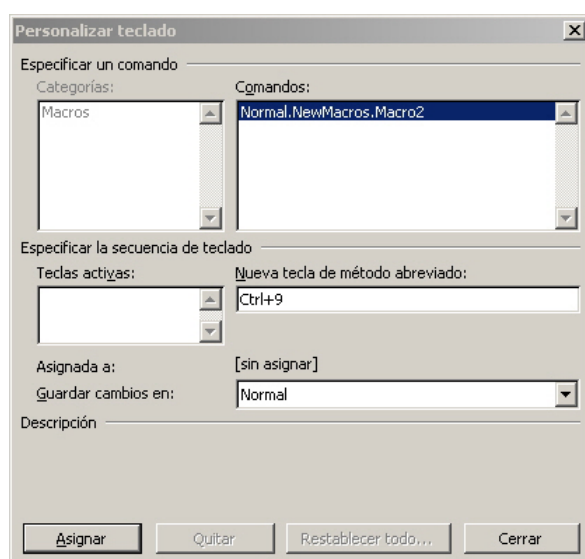 Personalizar teclado
Especificar un comando
Categorías: Comandos:
Macros Normal.NewMacros.Macro2
Especificar la secuencia de teclado
Teclas activas: Nueva tecla de método abreviado:
Ctrl+9
Asignada a: [sin asignar]
Guardar cambios en: Normal
Descripción
Asignar Quitar Restablecer todo... Cerrar